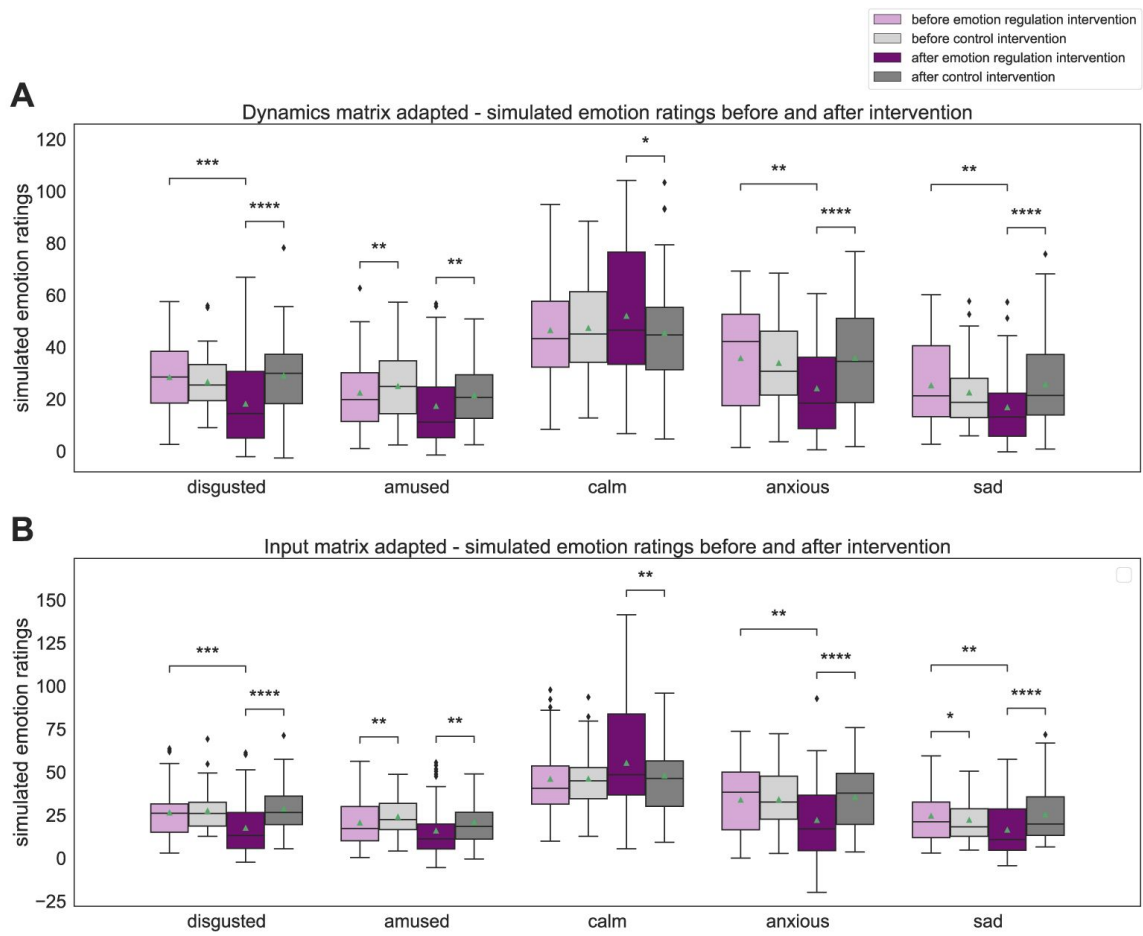 before emotion regulation intervention
before control intervention
after emotion regulation intervention
after control intervention
A
Dynamics matrix adapted - simulated emotion ratings before and after intervention
simulated emotion ratings
120
100
80
60
40
20
0
***
****
**
**
*
**
****
**
****
disgusted amused calm anxious sad
B
Input matrix adapted - simulated emotion ratings before and after intervention
simulated emotion ratings
150
125
100
75
50
25
0
−25
***
****
**
**
**
**
****
**
*
****
disgusted amused calm anxious sad